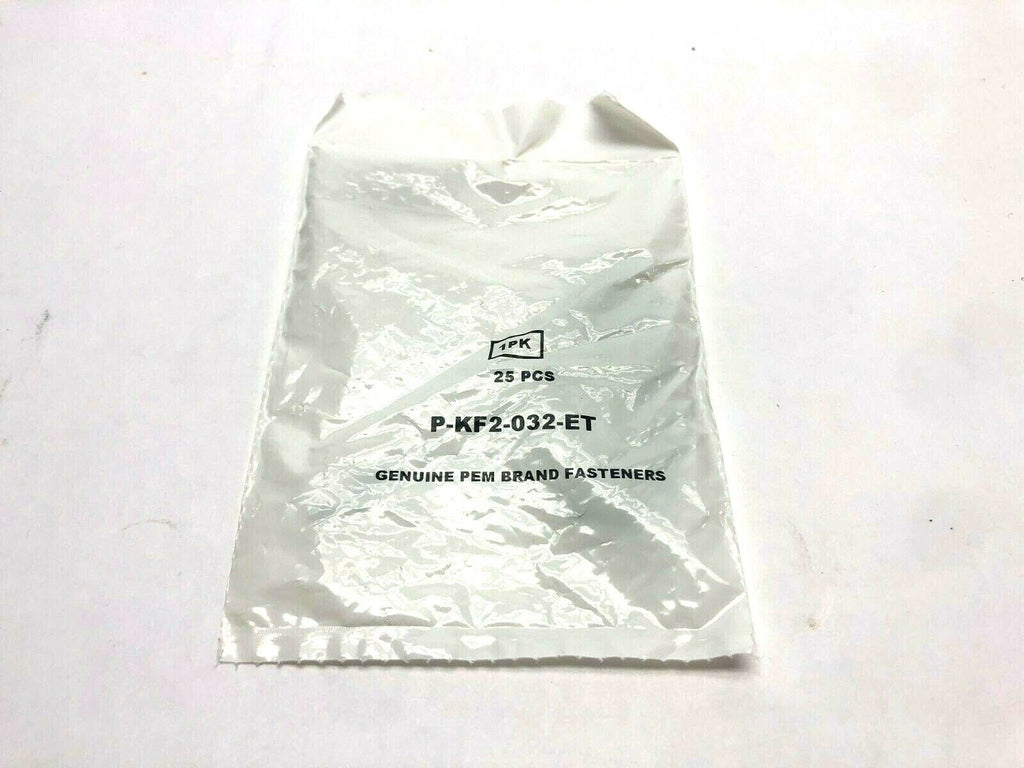 1PK
25 PCS
P-KF2-032-ET
GENUINE PEM BRAND FASTENERS